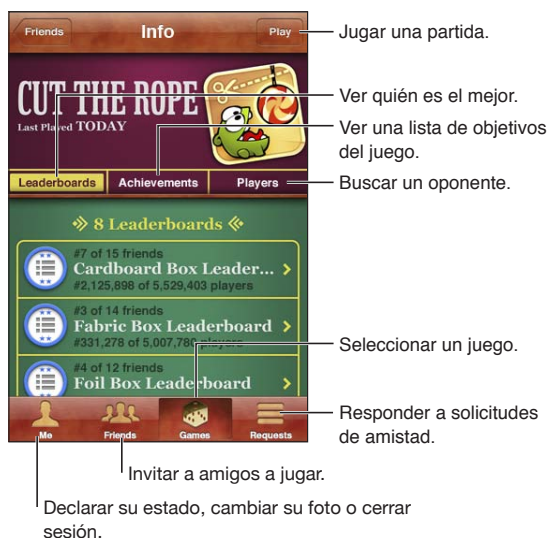 Friends
Info
Play
Jugar una partida.
CUT THE ROPE
Last Played TODAY
Ver quién es el mejor.
Ver una lista de objetivos
del juego.
Leaderboards
Achievements
Players
Buscar un oponente.
8 Leaderboards
#7 of 15 friends
Cardboard Box Leader...
#2,125,898 of 5,529,403 players
#3 of 14 friends
Fabric Box Leaderboard
#331,278 of 5,007,780 players
Seleccionar un juego.
#4 of 12 friends
Foil Box Leaderboard
Me
Friends
Games
Requests
Responder a solicitudes
de amistad.
Invitar a amigos a jugar.
Declarar su estado, cambiar su foto o cerrar
sesión.